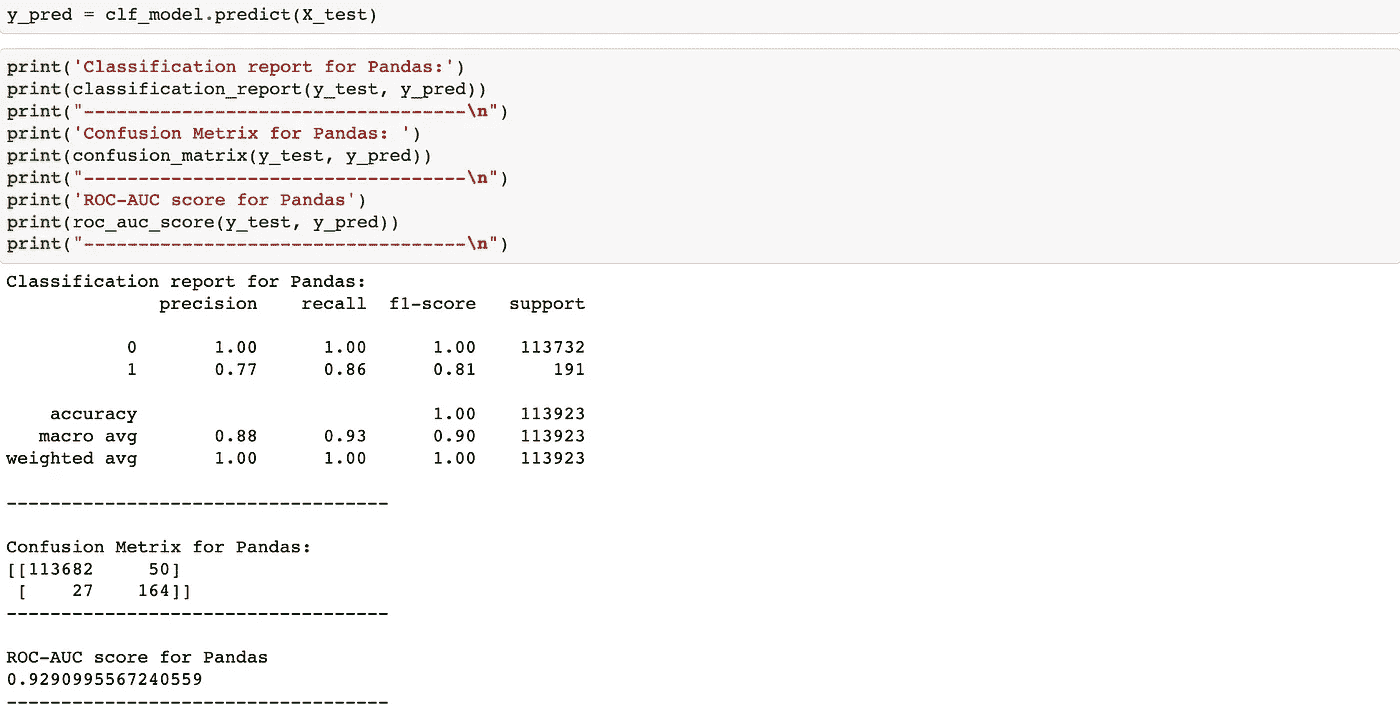 y_pred = clf_model.predict(X_test)
print('Classification report for Pandas:')
print(classification_report(y_test, y_pred))
print("-----------------------------------\n")
print('Confusion Metrix for Pandas: ')
print(confusion_matrix(y_test, y_pred))
print("-----------------------------------\n")
print('ROC-AUC score for Pandas')
print(roc_auc_score(y_test, y_pred))
print("-----------------------------------\n")
Classification report for Pandas:
              precision    recall  f1-score   support
           0       1.00      1.00      1.00    113732
           1       0.77      0.86      0.81       191
    accuracy                           1.00    113923
   macro avg       0.88      0.93      0.90    113923
weighted avg       1.00      1.00      1.00    113923
-----------------------------------
Confusion Metrix for Pandas:
[[113682     50]
 [    27    164]]
-----------------------------------
ROC-AUC score for Pandas
0.9290995567240559
-----------------------------------